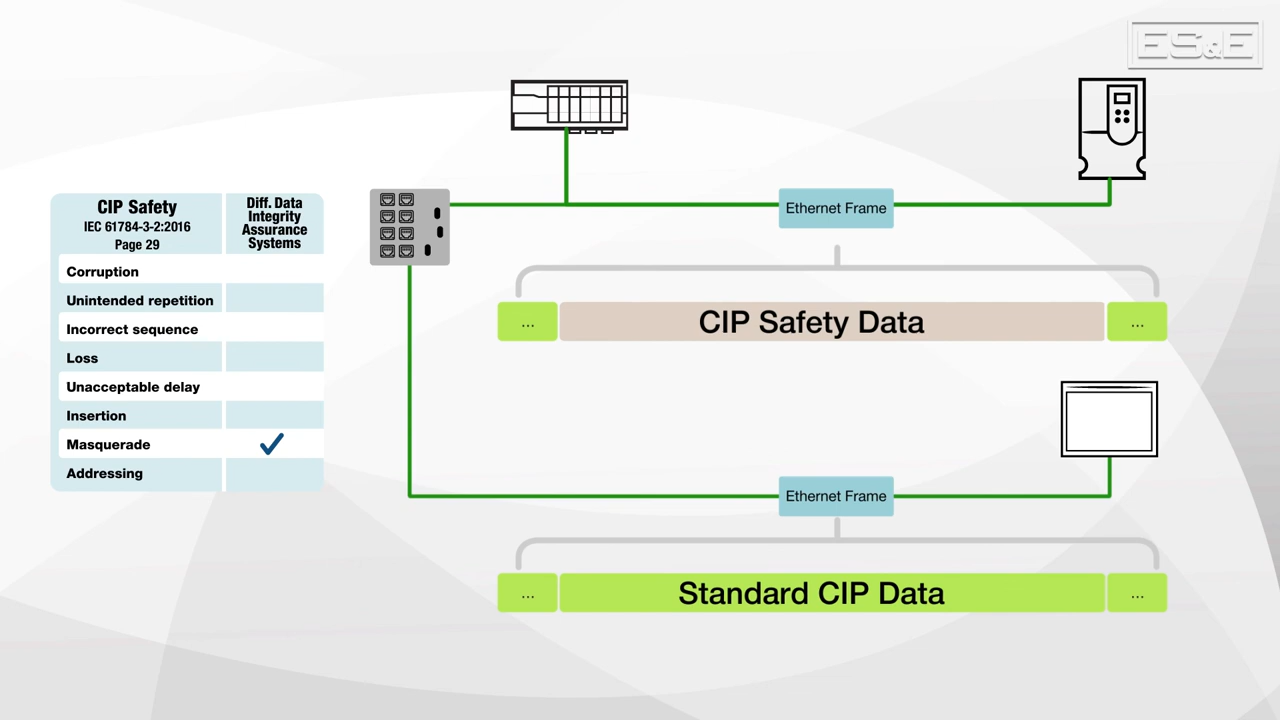 ES&E
CIP Safety
IEC 61784-3-2:2016
Page 29
Diff. Data
Integrity
Assurance
Systems
Corruption
Unintended repetition
Incorrect sequence
Loss
Unacceptable delay
Insertion
Masquerade
Addressing
Ethernet Frame
... CIP Safety Data ...
Ethernet Frame
... Standard CIP Data ...